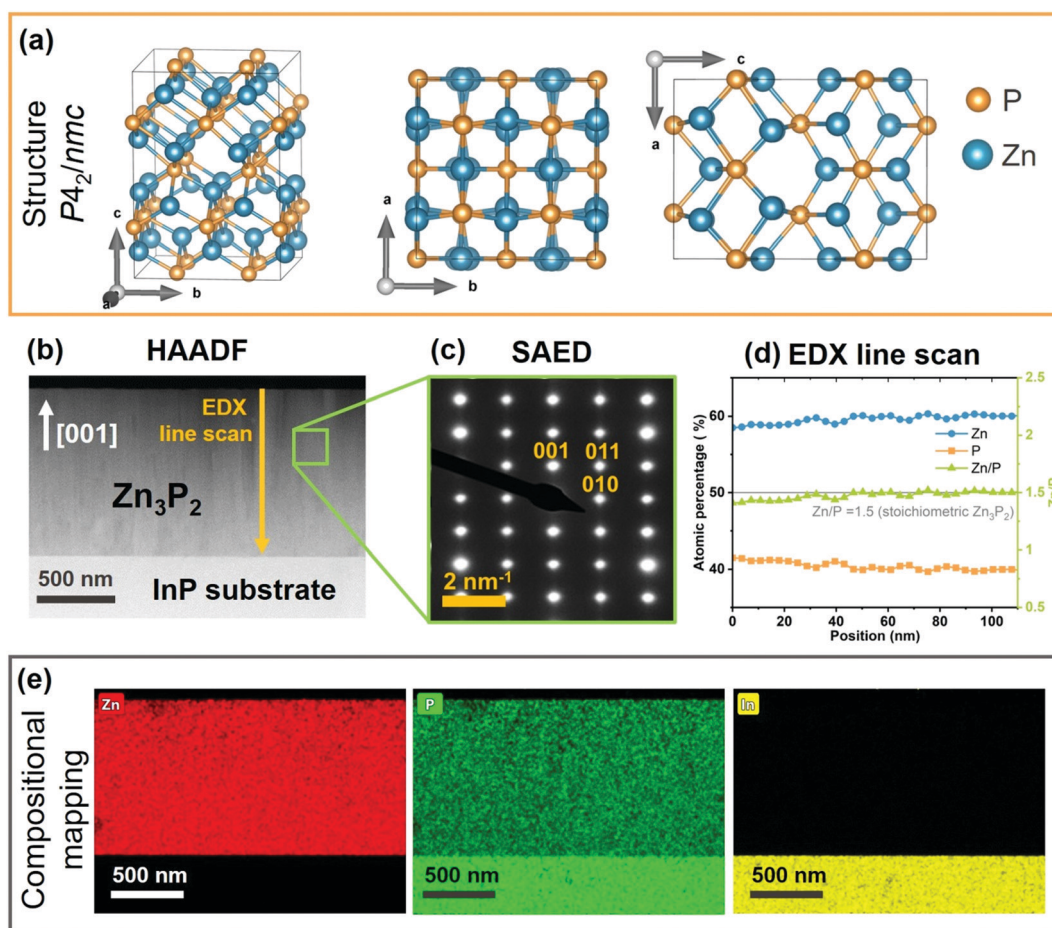 (a)
Structure
P4₂/nmc
c
b
a
a
b
c
a
P
Zn
(b)
HAADF
[001]
EDX
line scan
Zn₃P₂
500 nm
InP substrate
(c)
SAED
001
011
010
2 nm⁻¹
(d)
EDX line scan
Atomic percentage ( %)
60
50
40
2.5
2.0
1.5
1.0
0.5
Zn
P
Zn/P
Zn/P =1.5 (stoichiometric Zn₃P₂)
0
20
40
60
80
100
Position (nm)
(e)
Compositional
mapping
Zn
500 nm
P
500 nm
In
500 nm